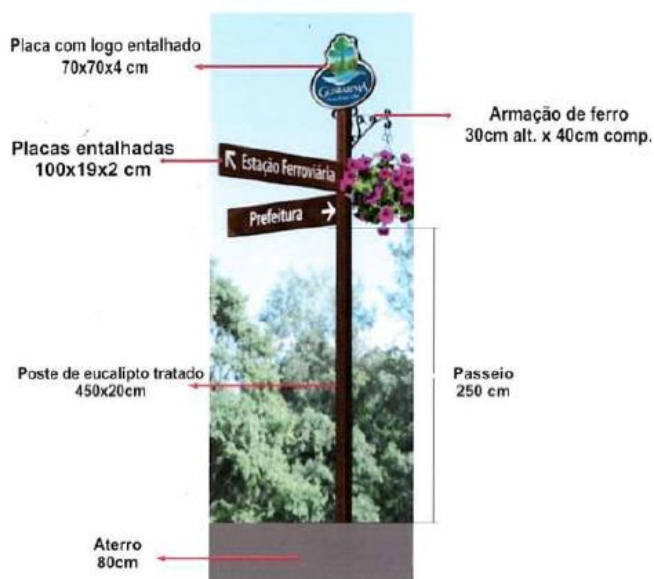 Placa com logo entalhado
70x70x4 cm
GUARAREMA
Armação de ferro
30cm alt. x 40cm comp.
Placas entalhadas
100x19x2 cm
Estação Ferroviária
Prefeitura
Poste de eucalipto tratado
450x20cm
Passeio
250 cm
Aterro
80cm